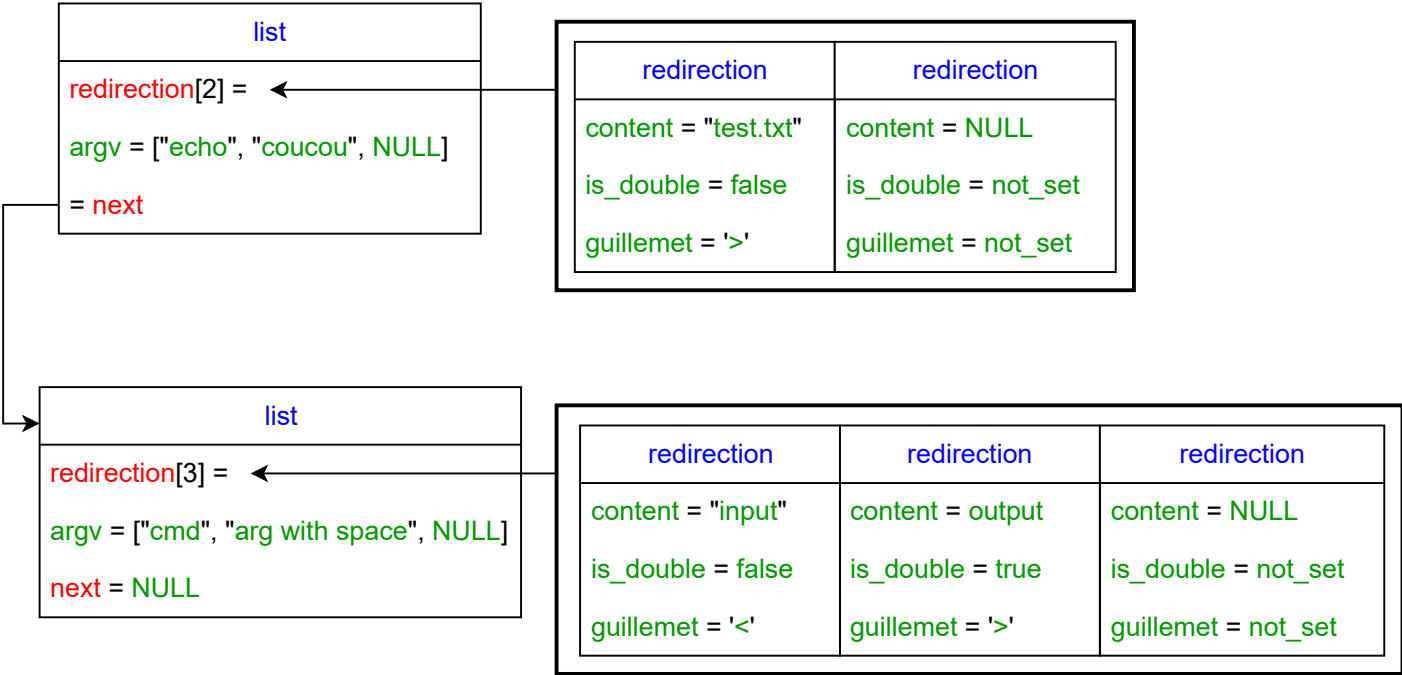 list
redirection[2] =
argv = ["echo", "coucou", NULL]
= next
redirection
content = "test.txt"
is_double = false
guillemet = '>'
redirection
content = NULL
is_double = not_set
guillemet = not_set
list
redirection[3] =
argv = ["cmd", "arg with space", NULL]
next = NULL
redirection
content = "input"
is_double = false
guillemet = '<'
redirection
content = output
is_double = true
guillemet = '>'
redirection
content = NULL
is_double = not_set
guillemet = not_set